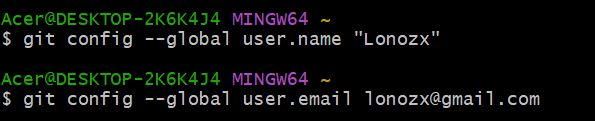 Acer@DESKTOP-2K6K4J4 MINGW64 ~
$ git config --global user.name "Lonozx"
Acer@DESKTOP-2K6K4J4 MINGW64 ~
$ git config --global user.email lonozx@gmail.com